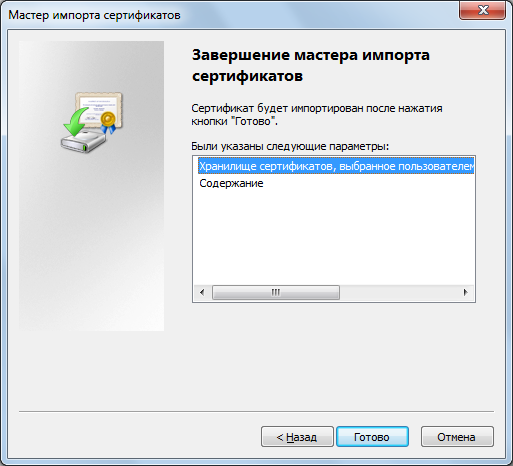 Мастер импорта сертификатов
Завершение мастера импорта
сертификатов
Сертификат будет импортирован после нажатия
кнопки "Готово".
Были указаны следующие параметры:
Хранилище сертификатов, выбранное пользователем
Содержание
< Назад
Готово
Отмена